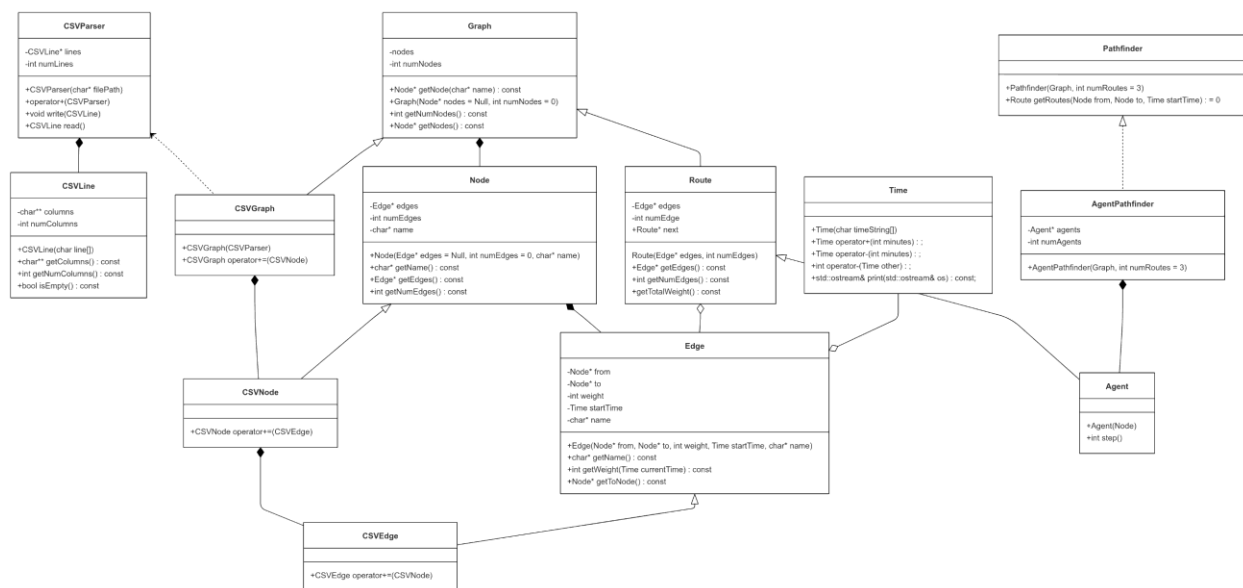 CSVParser
-CSVLine* lines
-int numLines
+CSVParser(char* filePath)
+operator+(CSVParser)
+void write(CSVLine)
+CSVLine read()
Graph
-nodes
-int numNodes
+Node* getNode(char* name) : const
+Graph(Node* nodes = Null, int numNodes = 0)
+int getNumNodes() : const
+Node* getNodes() : const
Pathfinder
+Pathfinder(Graph, int numRoutes = 3)
+Route getRoutes(Node from, Node to, Time startTime) : = 0
CSVLine
-char** columns
-int numColumns
+CSVLine(char line[])
+char** getColumns() : const
+int getNumColumns() : const
+bool isEmpty() : const
CSVGraph
+CSVGraph(CSVParser)
+CSVGraph operator+=(CSVNode)
Node
-Edge* edges
-int numEdges
-char* name
+Node(Edge* edges = Null, int numEdges = 0, char* name)
+char* getName() : const
+Edge* getEdges() : const
+int getNumEdges() : const
Route
-Edge* edges
-int numEdge
+Route* next
Route(Edge* edges, int numEdges)
+Edge* getEdges() : const
+int getNumEdges() : const
+getTotalWeight() : const
Time
+Time(char timeString[])
+Time operator+(int minutes) : ;
+Time operator-(int minutes) : ;
+int operator-(Time other) : ;
+std::ostream& print(std::ostream& os) : const;
AgentPathfinder
-Agent* agents
-int numAgents
+AgentPathfinder(Graph, int numRoutes = 3)
Edge
-Node* from
-Node* to
-int weight
-Time startTime
-char* name
+Edge(Node* from, Node* to, int weight, Time startTime, char* name)
+char* getName() : const
+int getWeight(Time currentTime) : const
+Node* getToNode() : const
CSVNode
+CSVNode operator+=(CSVEdge)
Agent
+Agent(Node)
+int step()
CSVEdge
+CSVEdge operator+=(CSVNode)